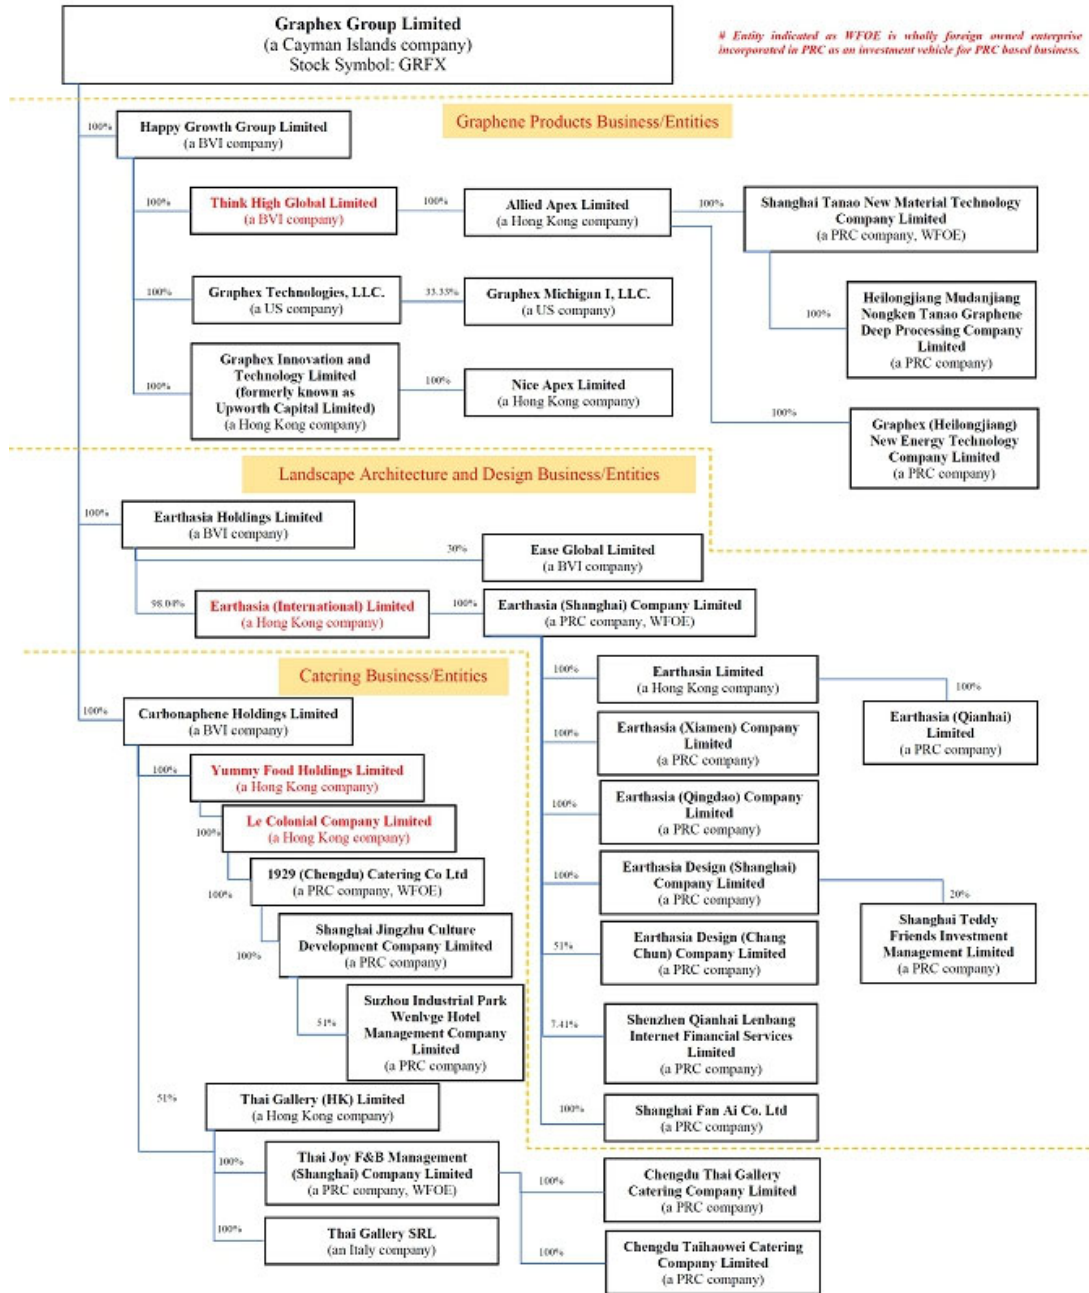 Graphex Group Limited
(a Cayman Islands company)
Stock Symbol: GRFX
# Entity indicated as WFOE is wholly foreign owned enterprise
incorporated in PRC as an investment vehicle for PRC based business.
Graphene Products Business/Entities
100%
Happy Growth Group Limited
(a BVI company)
100%
Think High Global Limited
(a BVI company)
100%
Allied Apex Limited
(a Hong Kong company)
100%
Shanghai Tanao New Material Technology
Company Limited
(a PRC company, WFOE)
100%
Graphex Technologies, LLC.
(a US company)
33.33%
Graphex Michigan I, LLC.
(a US company)
100%
Heilongjiang Mudanjiang
Nongken Tanao Graphene
Deep Processing Company
Limited
(a PRC company)
100%
Graphex Innovation and
Technology Limited
(formerly known as
Upworth Capital Limited)
(a Hong Kong company)
100%
Nice Apex Limited
(a Hong Kong company)
100%
Graphex (Heilongjiang)
New Energy Technology
Company Limited
(a PRC company)
Landscape Architecture and Design Business/Entities
100%
Earthasia Holdings Limited
(a BVI company)
30%
Ease Global Limited
(a BVI company)
98.04%
Earthasia (International) Limited
(a Hong Kong company)
100%
Earthasia (Shanghai) Company Limited
(a PRC company, WFOE)
100%
Earthasia Limited
(a Hong Kong company)
100%
Earthasia (Qianhai)
Limited
(a PRC company)
100%
Earthasia (Xiamen) Company
Limited
(a PRC company)
100%
Earthasia (Qingdao) Company
Limited
(a PRC company)
100%
Earthasia Design (Shanghai)
Company Limited
(a PRC company)
20%
Shanghai Teddy
Friends Investment
Management Limited
(a PRC company)
51%
Earthasia Design (Chang
Chun) Company Limited
(a PRC company)
7.41%
Shenzhen Qianhai Lenbang
Internet Financial Services
Limited
(a PRC company)
100%
Shanghai Fan Ai Co. Ltd
(a PRC company)
Catering Business/Entities
100%
Carbonaphene Holdings Limited
(a BVI company)
100%
Yummy Food Holdings Limited
(a Hong Kong company)
100%
Le Colonial Company Limited
(a Hong Kong company)
100%
1929 (Chengdu) Catering Co Ltd
(a PRC company, WFOE)
100%
Shanghai Jingzhu Culture
Development Company Limited
(a PRC company)
51%
Suzhou Industrial Park
Wenlvge Hotel
Management Company
Limited
(a PRC company)
51%
Thai Gallery (HK) Limited
(a Hong Kong company)
100%
Thai Joy F&B Management
(Shanghai) Company Limited
(a PRC company, WFOE)
100%
Chengdu Thai Gallery
Catering Company Limited
(a PRC company)
100%
Thai Gallery SRL
(an Italy company)
100%
Chengdu Taihaowei Catering
Company Limited
(a PRC company)